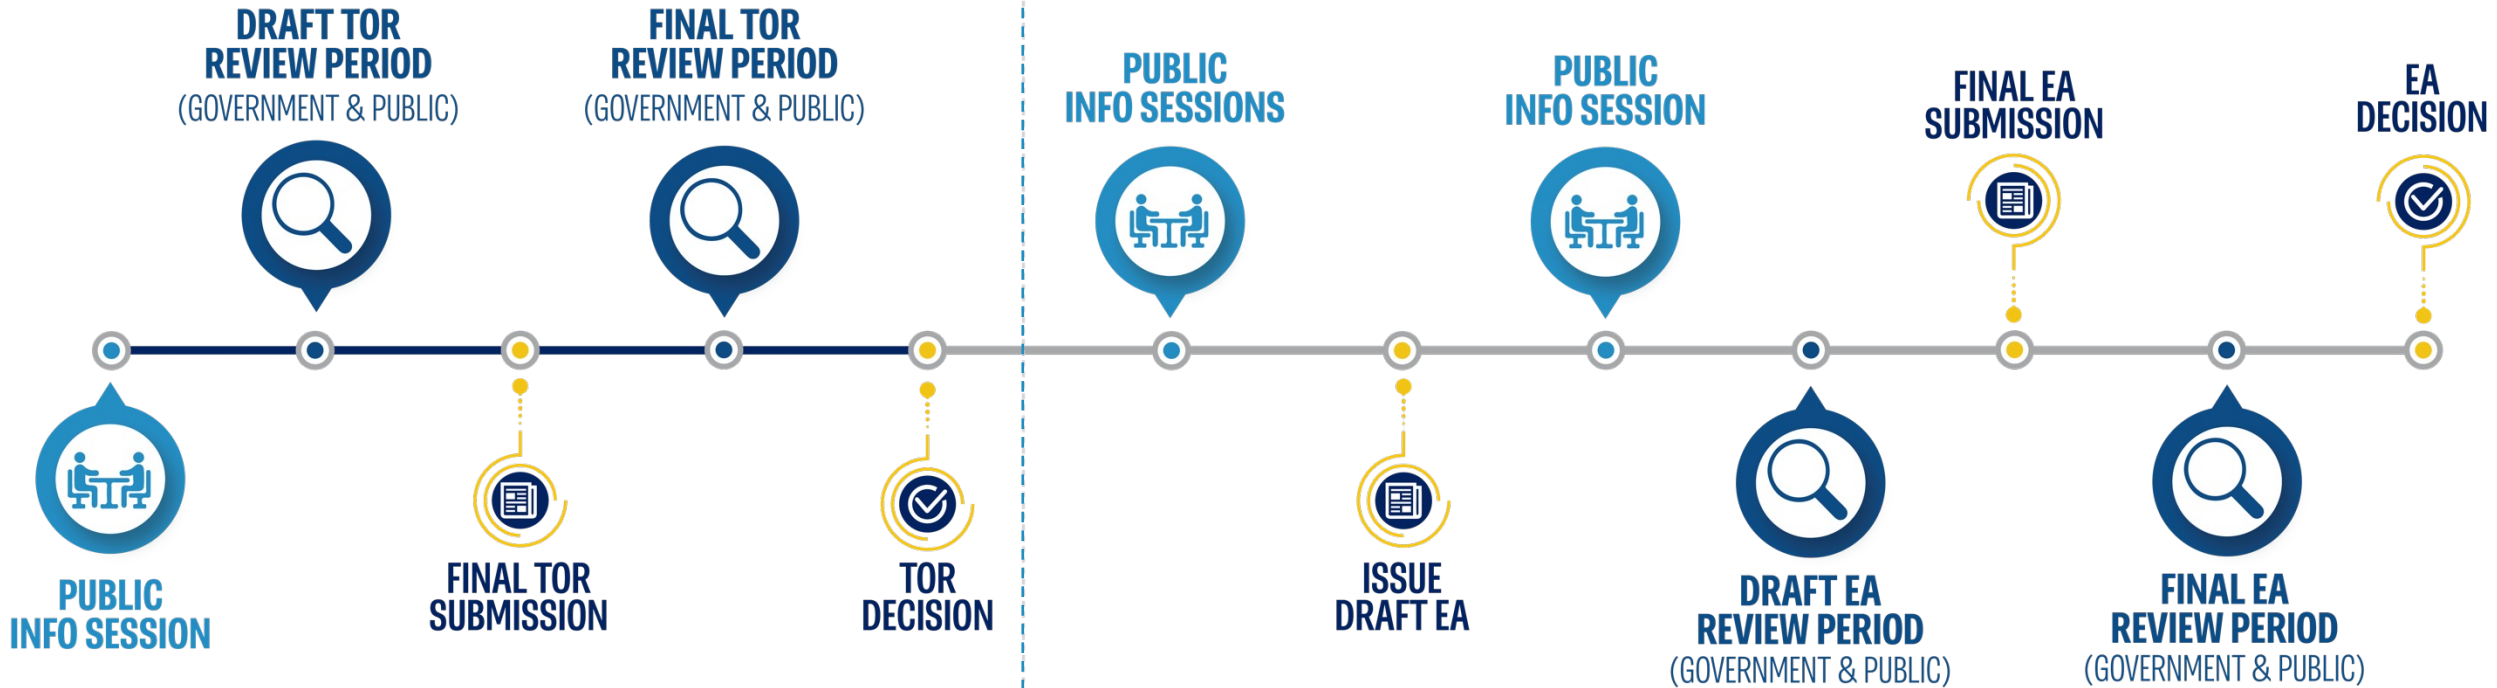 DRAFT TOR
REVIEW PERIOD
(GOVERNMENT & PUBLIC)
FINAL TOR
REVIEW PERIOD
(GOVERNMENT & PUBLIC)
PUBLIC
INFO SESSIONS
PUBLIC
INFO SESSION
FINAL EA
SUBMISSION
EA
DECISION
PUBLIC
INFO SESSION
FINAL TOR
SUBMISSION
TOR
DECISION
ISSUE
DRAFT EA
DRAFT EA
REVIEW PERIOD
(GOVERNMENT & PUBLIC)
FINAL EA
REVIEW PERIOD
(GOVERNMENT & PUBLIC)